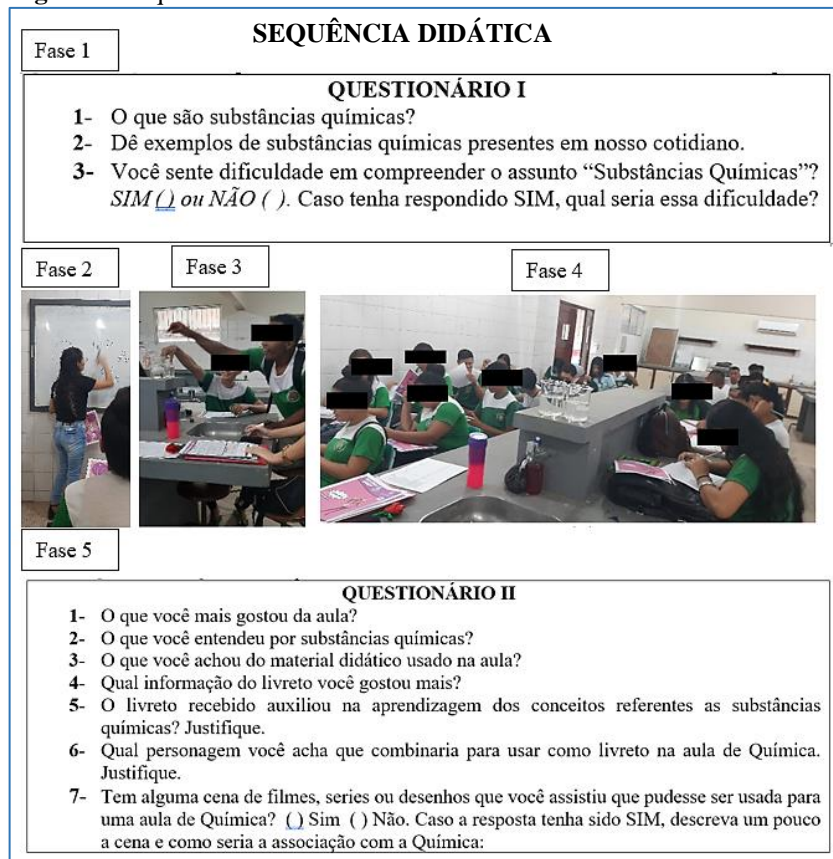 SEQUÊNCIA DIDÁTICA
Fase 1
QUESTIONÁRIO I
1- O que são substâncias químicas?
2- Dê exemplos de substâncias químicas presentes em nosso cotidiano.
3- Você sente dificuldade em compreender o assunto “Substâncias Químicas”?
SIM ( ) ou NÃO ( ). Caso tenha respondido SIM, qual seria essa dificuldade?
Fase 2
Fase 3
Fase 4
Fase 5
QUESTIONÁRIO II
1- O que você mais gostou da aula?
2- O que você entendeu por substâncias químicas?
3- O que você achou do material didático usado na aula?
4- Qual informação do livreto você gostou mais?
5- O livreto recebido auxiliou na aprendizagem dos conceitos referentes as substâncias
químicas? Justifique.
6- Qual personagem você acha que combinaria para usar como livreto na aula de Química.
Justifique.
7- Tem alguma cena de filmes, series ou desenhos que você assistiu que pudesse ser usada para
uma aula de Química? ( ) Sim ( ) Não. Caso a resposta tenha sido SIM, descreva um pouco
a cena e como seria a associação com a Química: